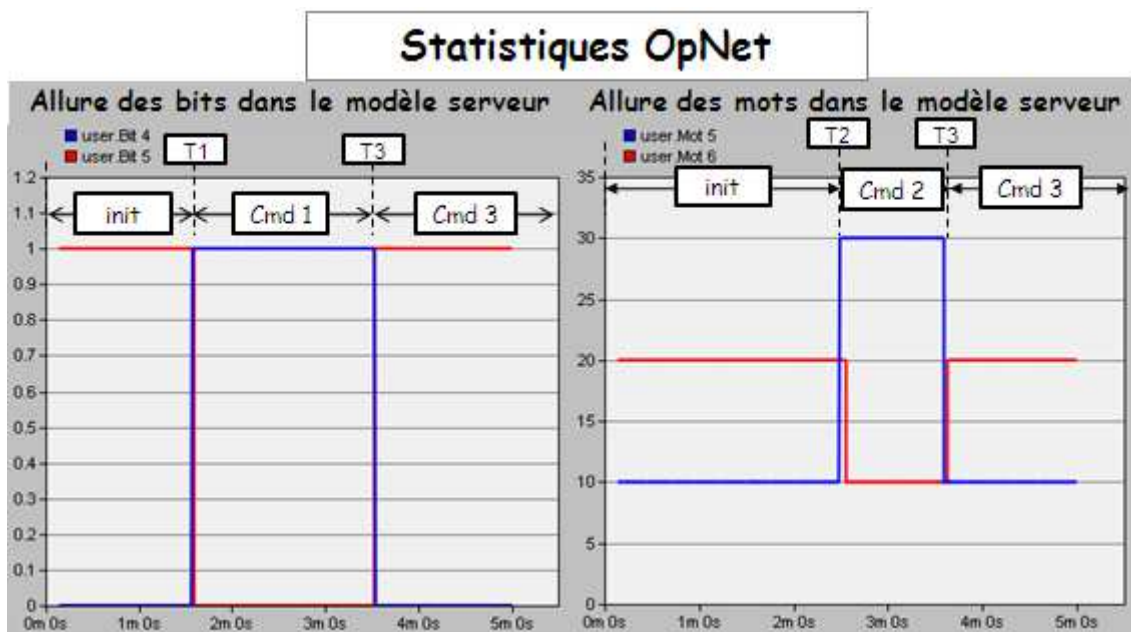 Statistiques OpNet
Allure des bits dans le modèle serveur
user.Bit 4
user.Bit 5
T1
T3
1.2
1.1
1
0.9
0.8
0.7
0.6
0.5
0.4
0.3
0.2
0.1
0
init
Cmd 1
Cmd 3
0m 0s
1m 0s
2m 0s
3m 0s
4m 0s
5m 0s
Allure des mots dans le modèle serveur
user.Mot 5
user.Mot 6
T2
T3
35
30
25
20
15
10
5
0
init
Cmd 2
Cmd 3
0m 0s
1m 0s
2m 0s
3m 0s
4m 0s
5m 0s